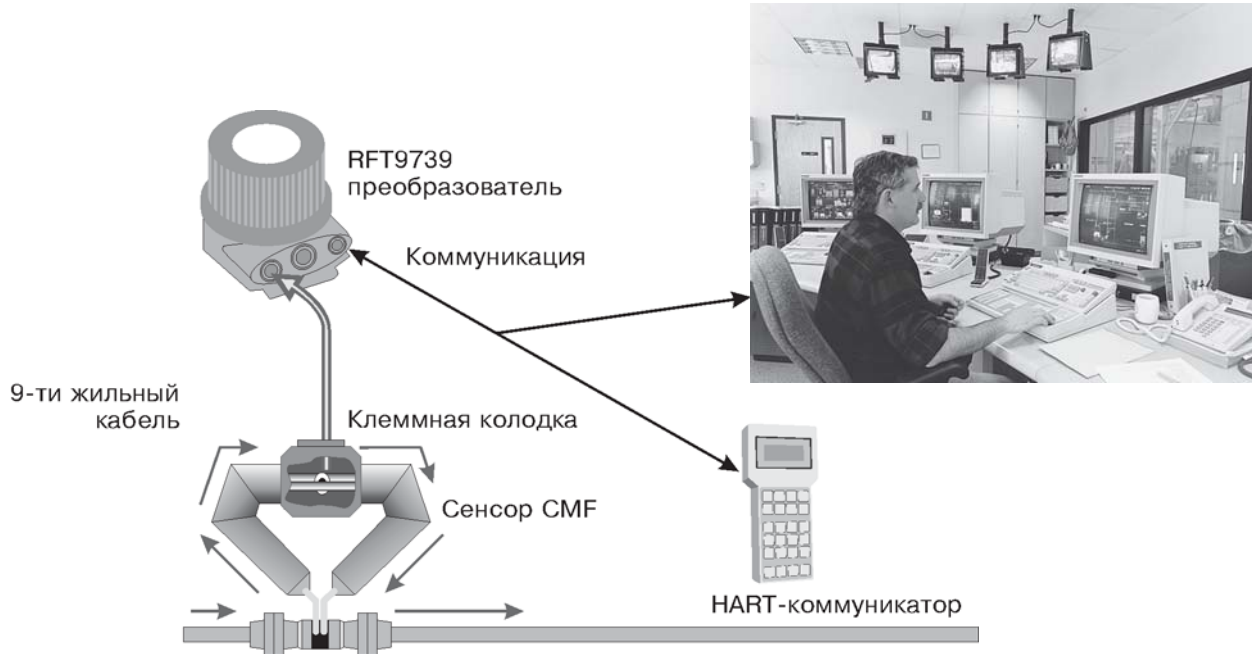 RFT9739
преобразователь
Коммуникация
9-ти жильный
кабель
Клеммная колодка
Сенсор CMF
HART-коммуникатор